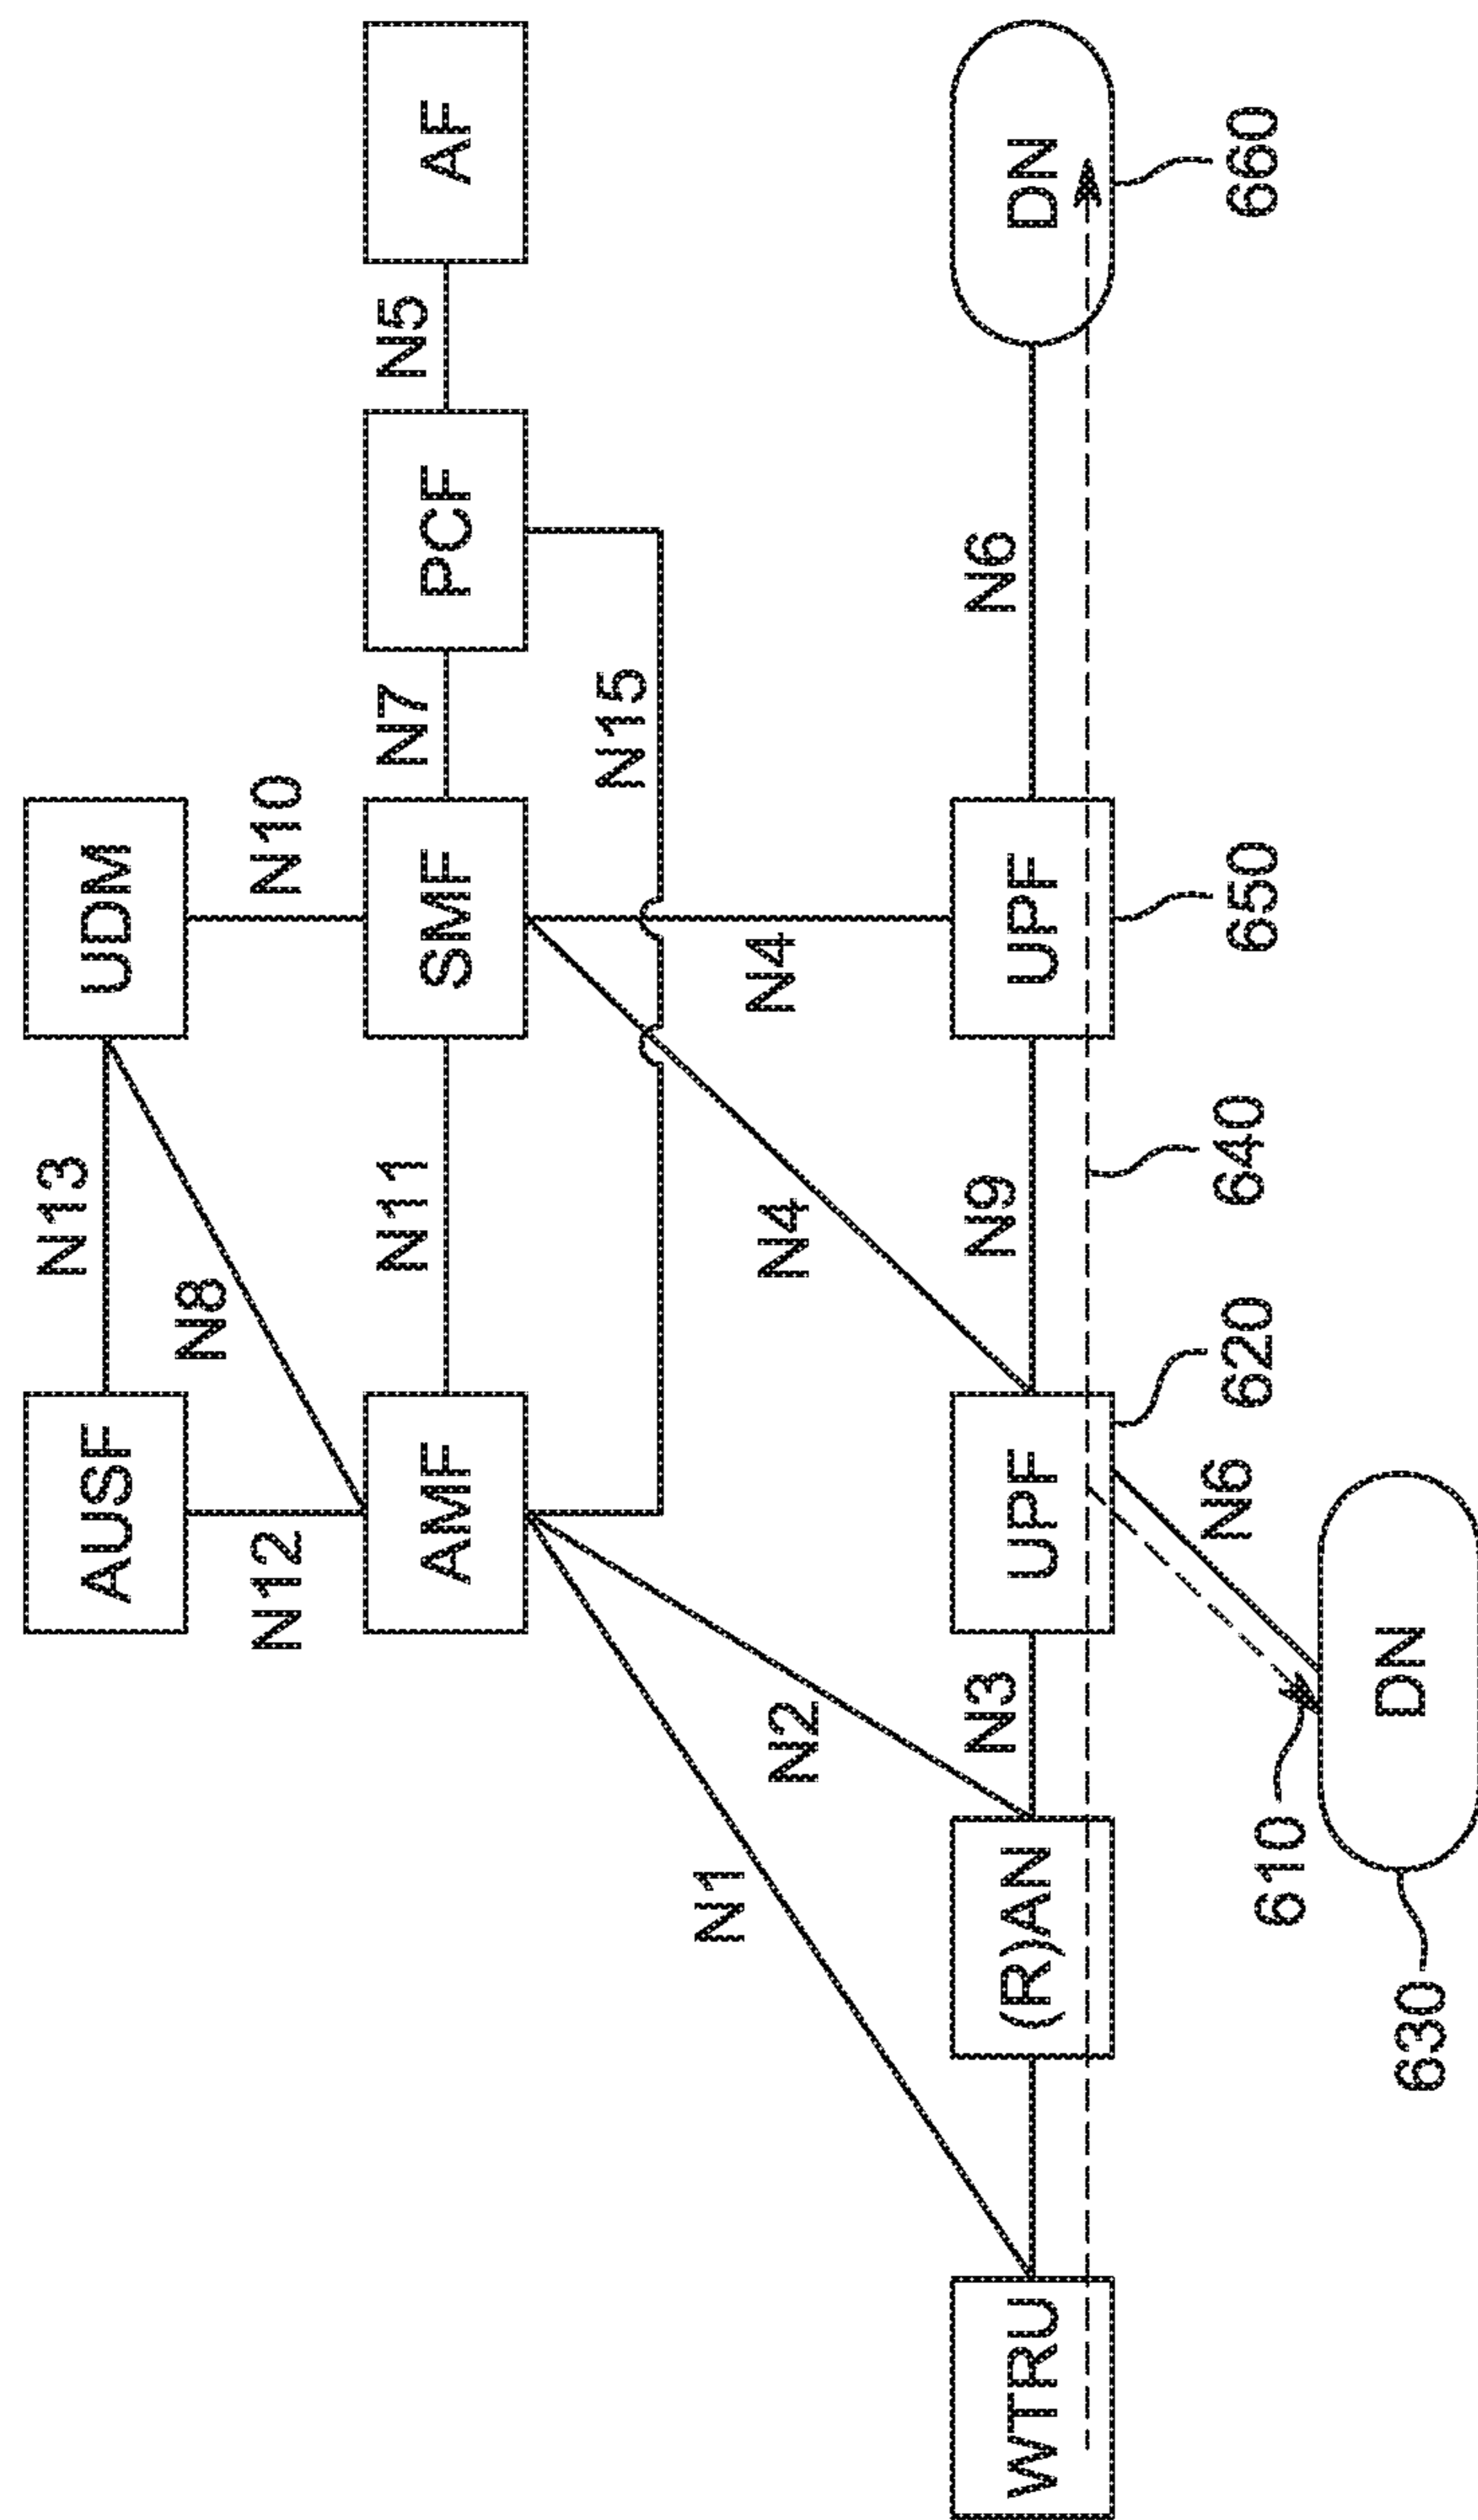 AUSF
N13
UDM
N12
N8
N10
AMF
N11
SMF
N7
PCF
N5
AF
N15
N1
N2
N4
N4
WTRU
(R)AN
N3
UPF
N9
UPF
N6
DN
610
N6
620
640
650
660
630
DN